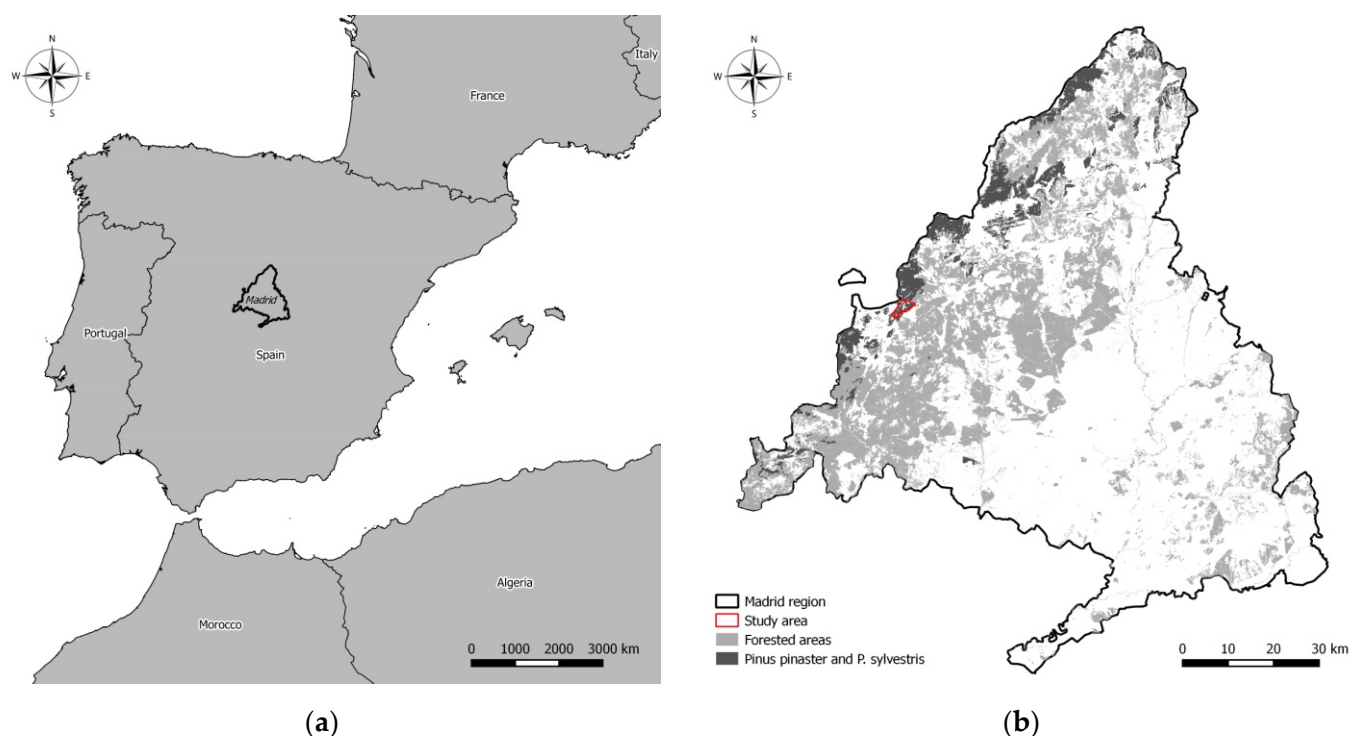 N
W E
S
Italy
France
Madrid
Portugal
Spain
Algeria
Morocco
0 1000 2000 3000 km
(a)
N
W E
S
Madrid region
Study area
Forested areas
Pinus pinaster and P. sylvestris
0 10 20 30 km
(b)